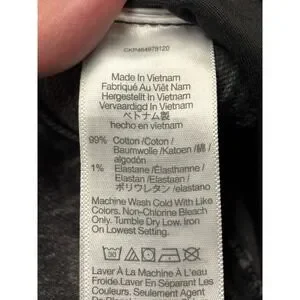 Made In Vietnam
Fabriqué Au Viêt Nam
Hergestellt In Vietnam
Vervaardigd In Vietnam
ベトナム製
hecho en vietnam
99% Cotton/Coton/
Baumwolle/Katoen/綿/
algodón
1% Elastane/Élasthanne/
Elastan/Elastaan/
ポリウレタン/elastano
Machine Wash Cold With Like
Colors. Non-Chlorine Bleach
Only. Tumble Dry Low. Iron On
Lowest Setting.
30
Laver À La Machine À L'eau
Froide. Laver En Séparant Les
Couleurs. Seulement Agent De